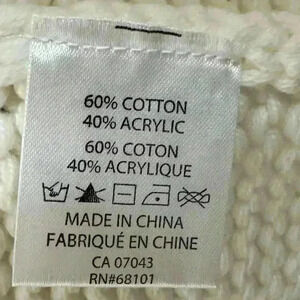 60% COTTON
40% ACRYLIC
60% COTON
40% ACRYLIQUE
MADE IN CHINA
FABRIQUÉ EN CHINE
CA 07043
RN#68101